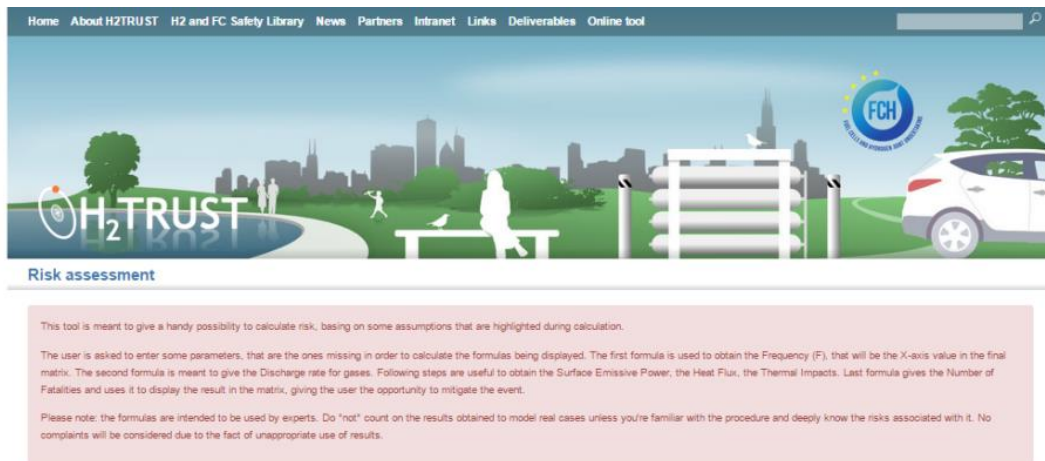 Home About H2TRUST H2 and FC Safety Library News Partners Intranet Links Deliverables Online tool
FCH
FUEL CELLS AND HYDROGEN JOINT UNDERTAKING
H2TRUST
Risk assessment
This tool is meant to give a handy possibility to calculate risk, basing on some assumptions that are highlighted during calculation.
The user is asked to enter some parameters, that are the ones missing in order to calculate the formulas being displayed. The first formula is used to obtain the Frequency (F), that will be the X-axis value in the final
matrix. The second formula is meant to give the Discharge rate for gases. Following steps are useful to obtain the Surface Emissive Power, the Heat Flux, the Thermal Impacts. Last formula gives the Number of
Fatalities and uses it to display the result in the matrix, giving the user the opportunity to mitigate the event.
Please note: the formulas are intended to be used by experts. Do "not" count on the results obtained to model real cases unless you're familiar with the procedure and deeply know the risks associated with it. No
complaints will be considered due to the fact of unappropriate use of results.